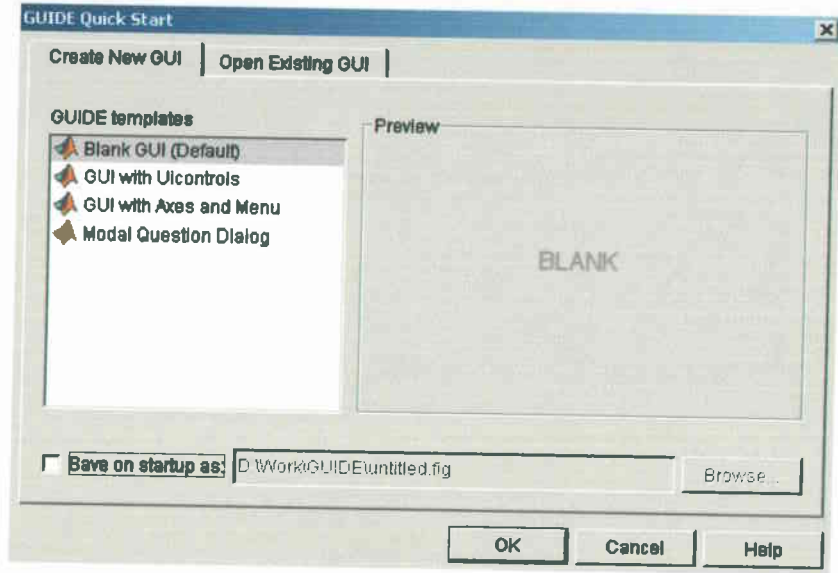 GUIDE Quick Start
Create New GUI
Open Existing GUI
GUIDE templates
Blank GUI (Default)
GUI with Uicontrols
GUI with Axes and Menu
Modal Question Dialog
Preview
BLANK
Save on startup as:
D:\Work\GUIDE\untitled.fig
Browse...
OK
Cancel
Help